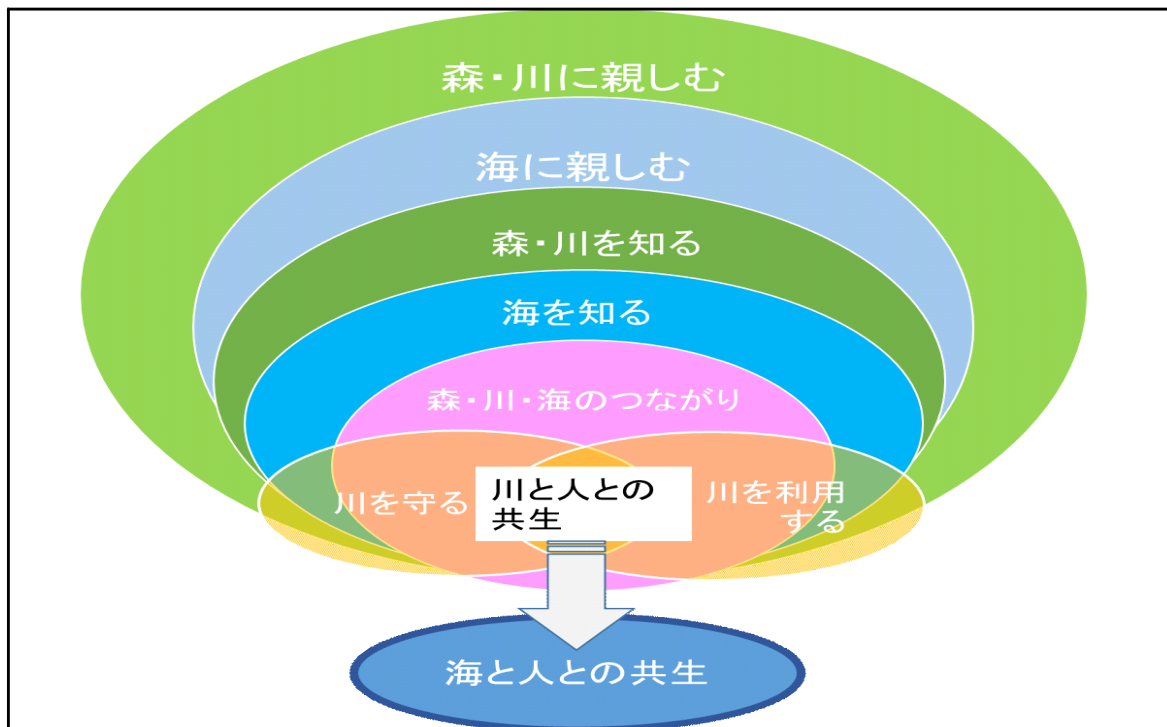 森・川に親しむ
海に親しむ
森・川を知る
海を知る
森・川・海のつながり
川を守る
川と人との
共生
川を利用
する
海と人との共生